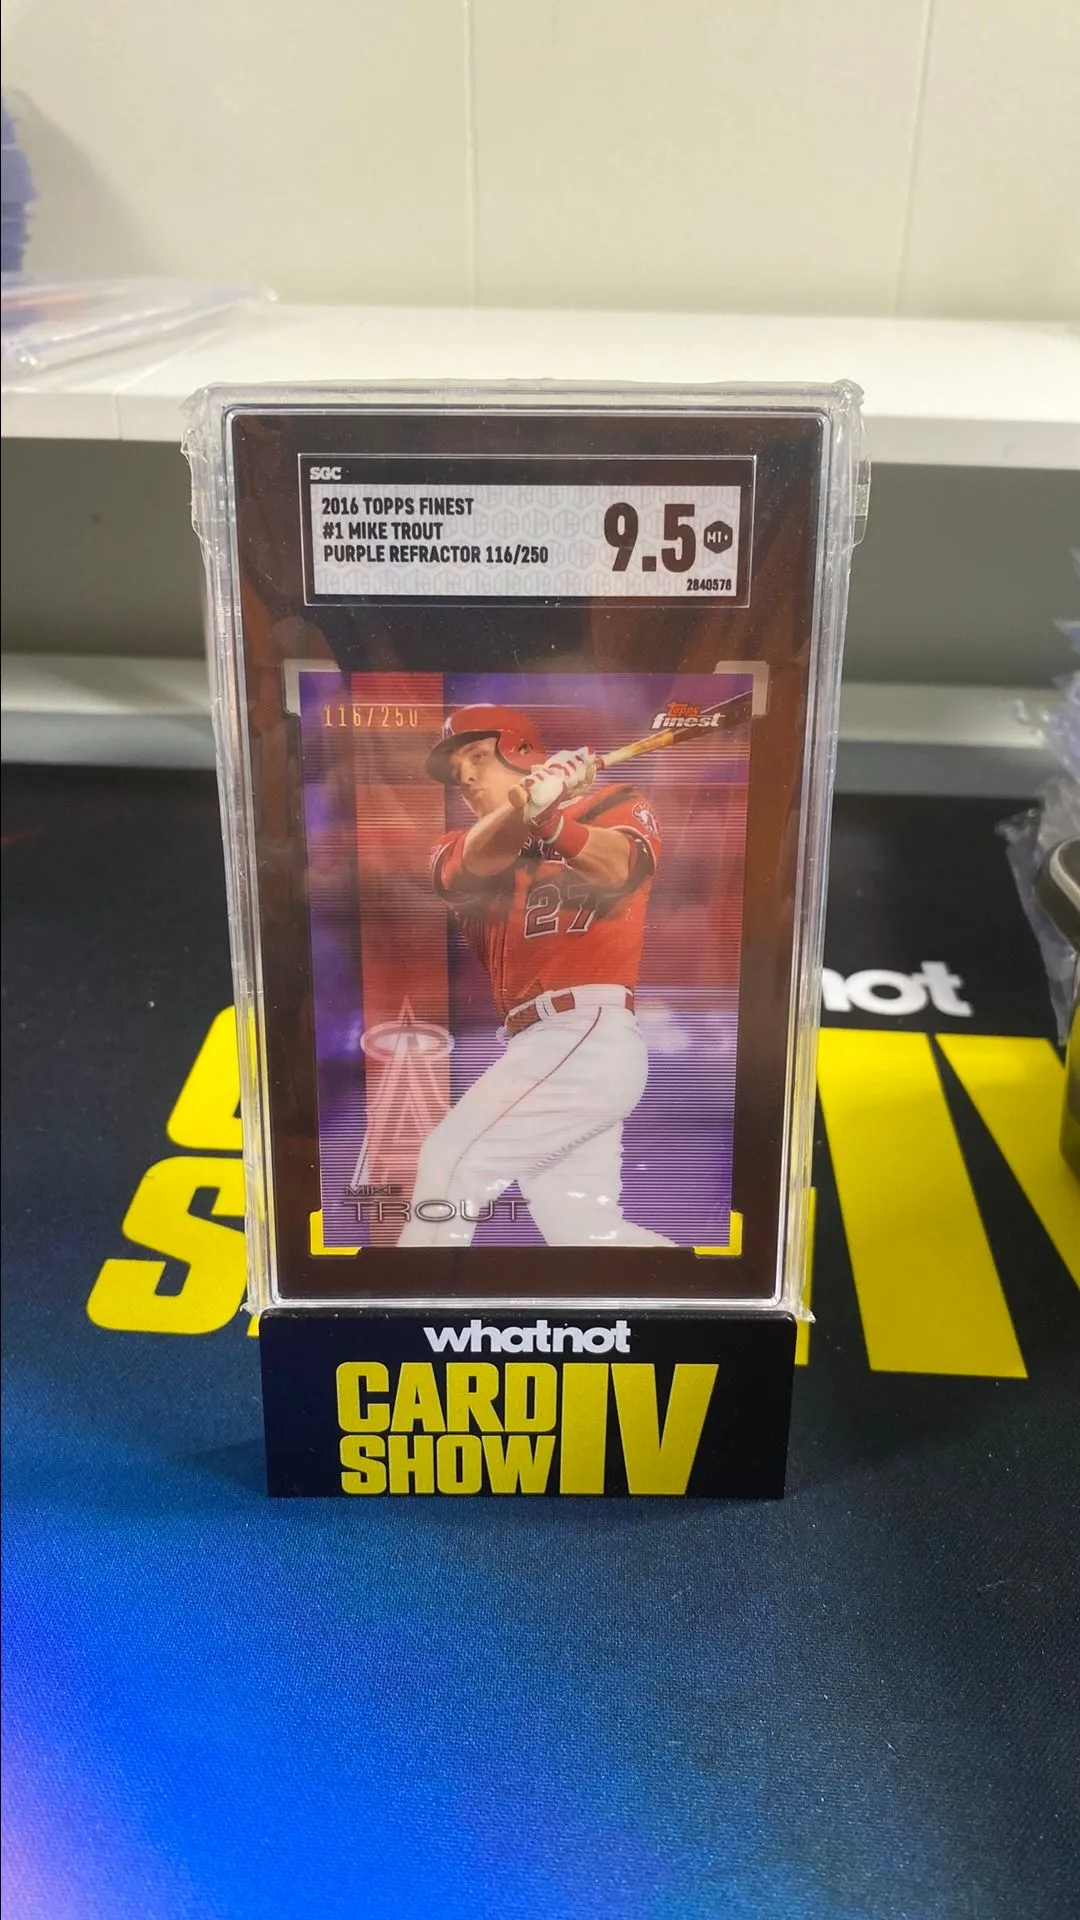 SGC
2016 TOPPS FINEST
#1 MIKE TROUT
PURPLE REFRACTOR 116/250
9.5
MT+
2840578
116/250
Topps
finest
27
MIKE
TROUT
whatnot
CARD
SHOW
IV